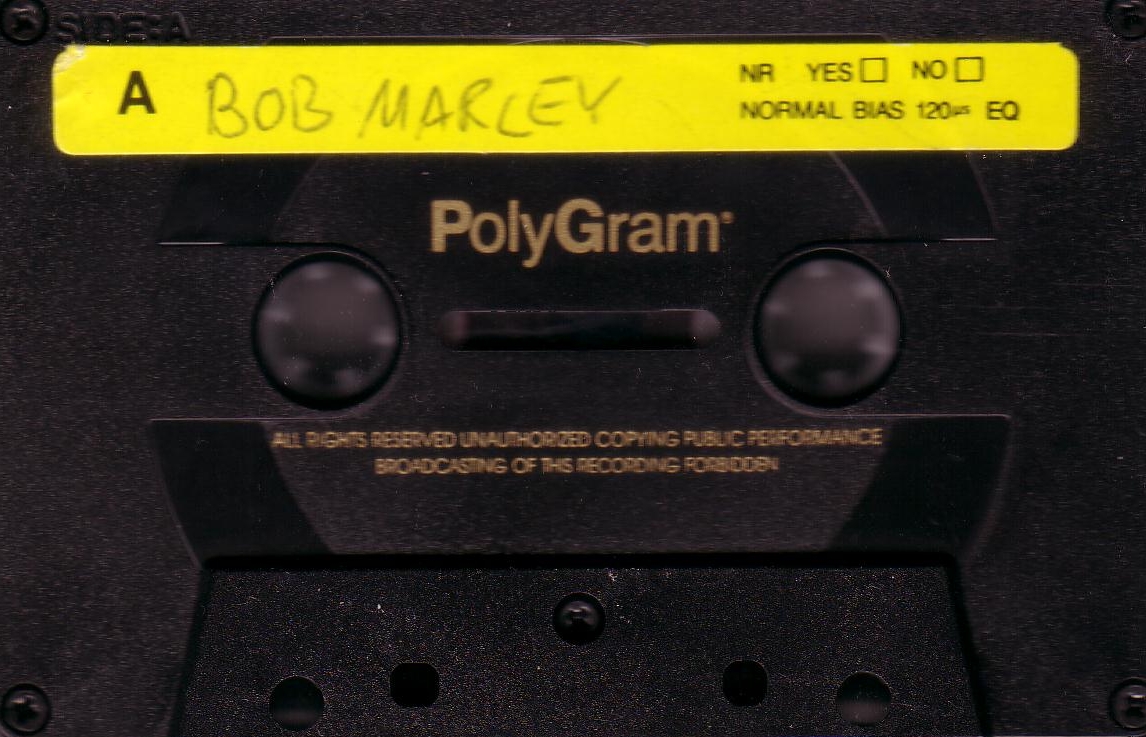 SIDE:A
A BOB MARLEY
NR YES NO
NORMAL BIAS 120µs EQ
PolyGram
ALL RIGHTS RESERVED UNAUTHORIZED COPYING PUBLIC PERFORMANCE
BROADCASTING OF THIS RECORDING FORBIDDEN